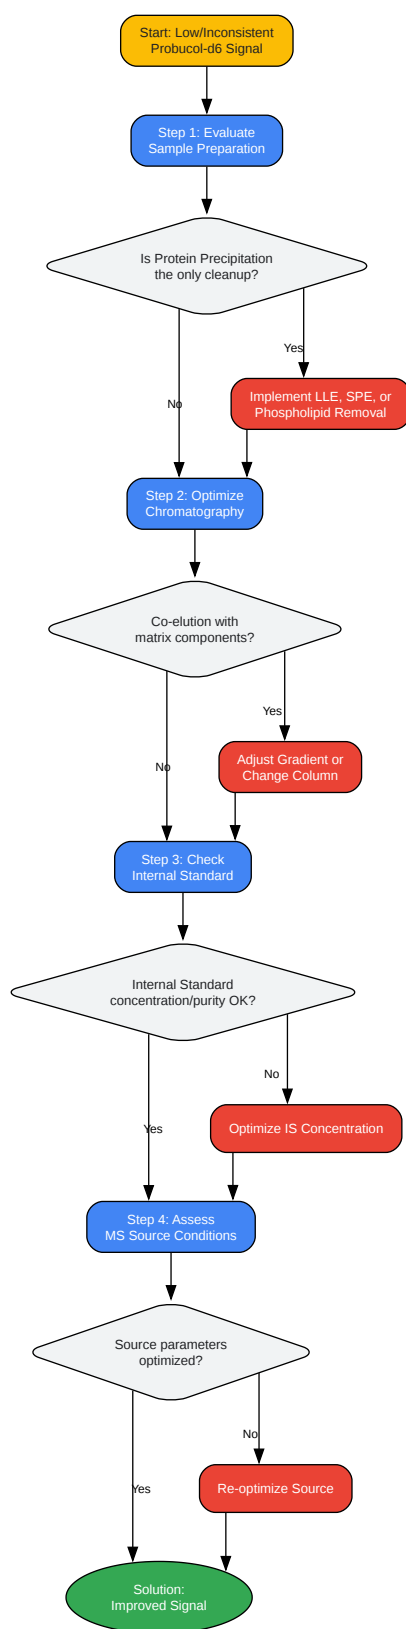 Start: Low/Inconsistent
Probucol-d6 Signal
Step 1: Evaluate
Sample Preparation
Is Protein Precipitation
the only cleanup?
Yes
Implement LLE, SPE, or
Phospholipid Removal
No
Step 2: Optimize
Chromatography
Co-elution with
matrix components?
Yes
Adjust Gradient or
Change Column
No
Step 3: Check
Internal Standard
Internal Standard
concentration/purity OK?
No
Optimize IS Concentration
Yes
Step 4: Assess
MS Source Conditions
Source parameters
optimized?
No
Re-optimize Source
Yes
Solution:
Improved Signal